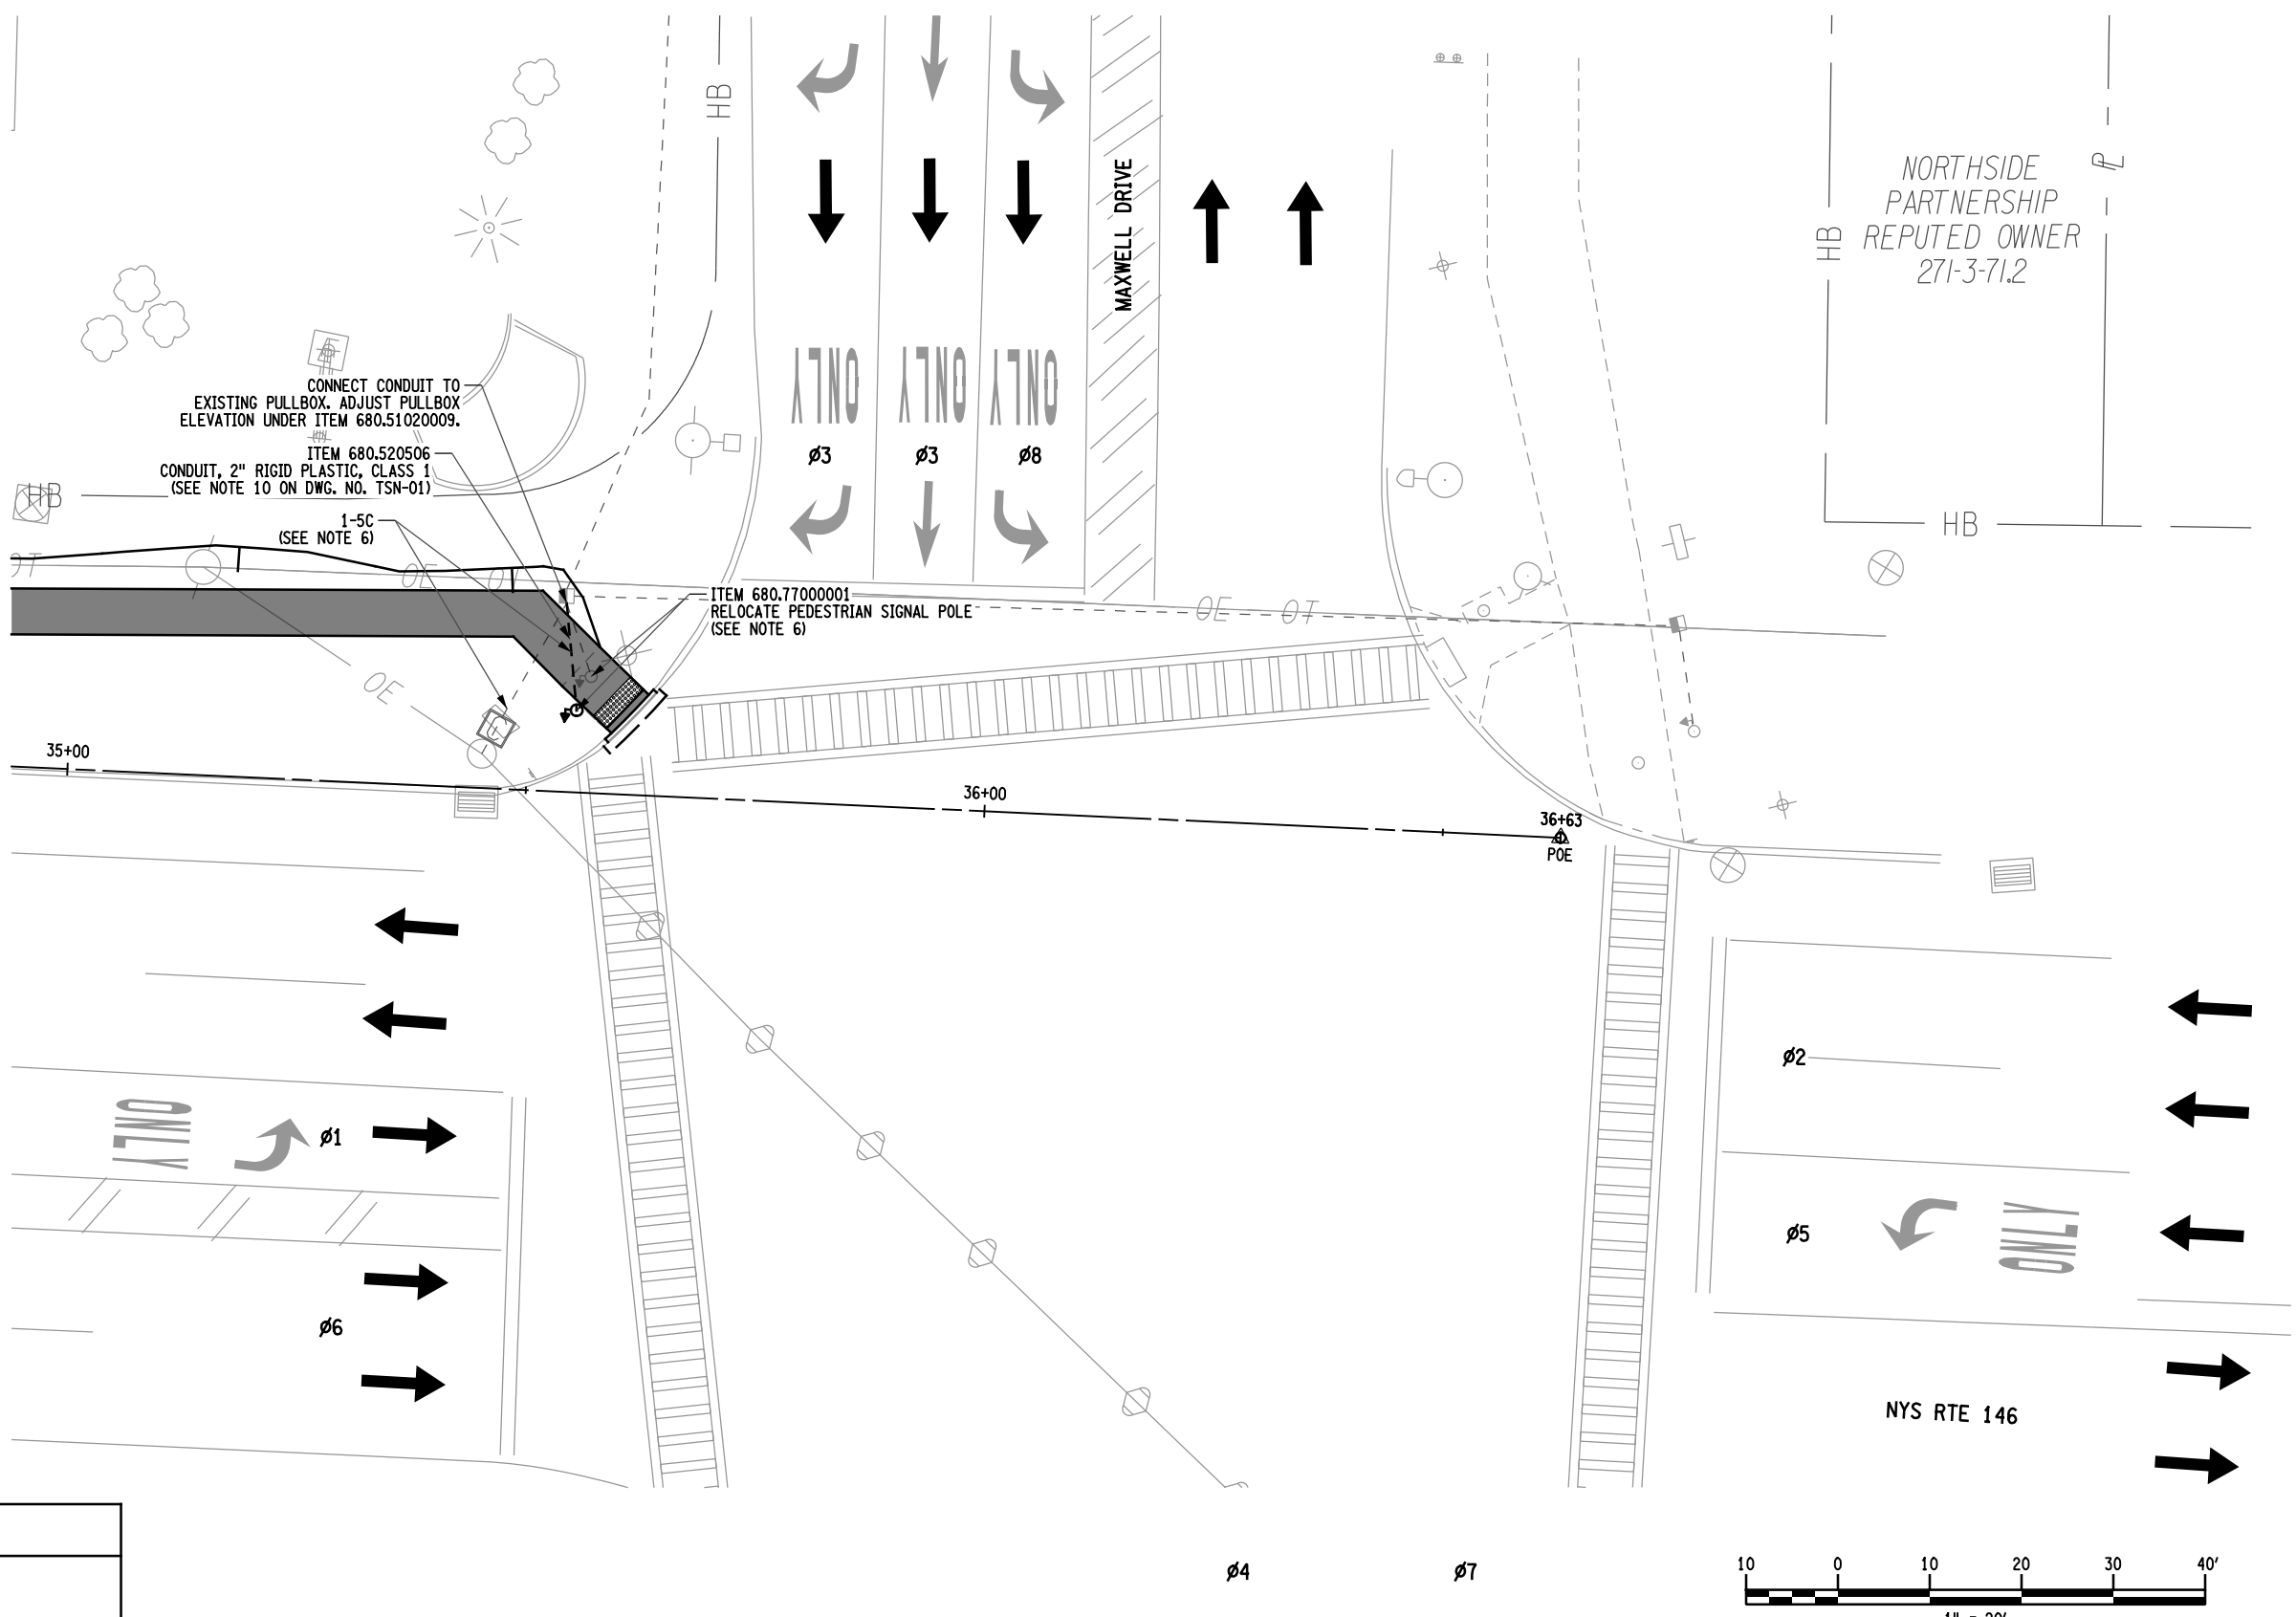 HB
MAXWELL DRIVE
NORTHSIDE
PARTNERSHIP
REPUTED OWNER
271-3-71.2
HB
PL
HB
CONNECT CONDUIT TO
EXISTING PULLBOX. ADJUST PULLBOX
ELEVATION UNDER ITEM 680.51020009.
ITEM 680.520506
CONDUIT, 2" RIGID PLASTIC, CLASS 1
(SEE NOTE 10 ON DWG. NO. TSN-01)
HB
1-5C
(SEE NOTE 6)
ONLY
ONLY
ONLY
Ø3
Ø3
Ø8
OT
OE
OT
ITEM 680.77000001
RELOCATE PEDESTRIAN SIGNAL POLE
(SEE NOTE 6)
OE
OT
OE
35+00
36+00
36+63
POE
Ø2
ONLY
Ø1
Ø5
ONLY
Ø6
NYS RTE 146
Ø4
Ø7
10 0 10 20 30 40'